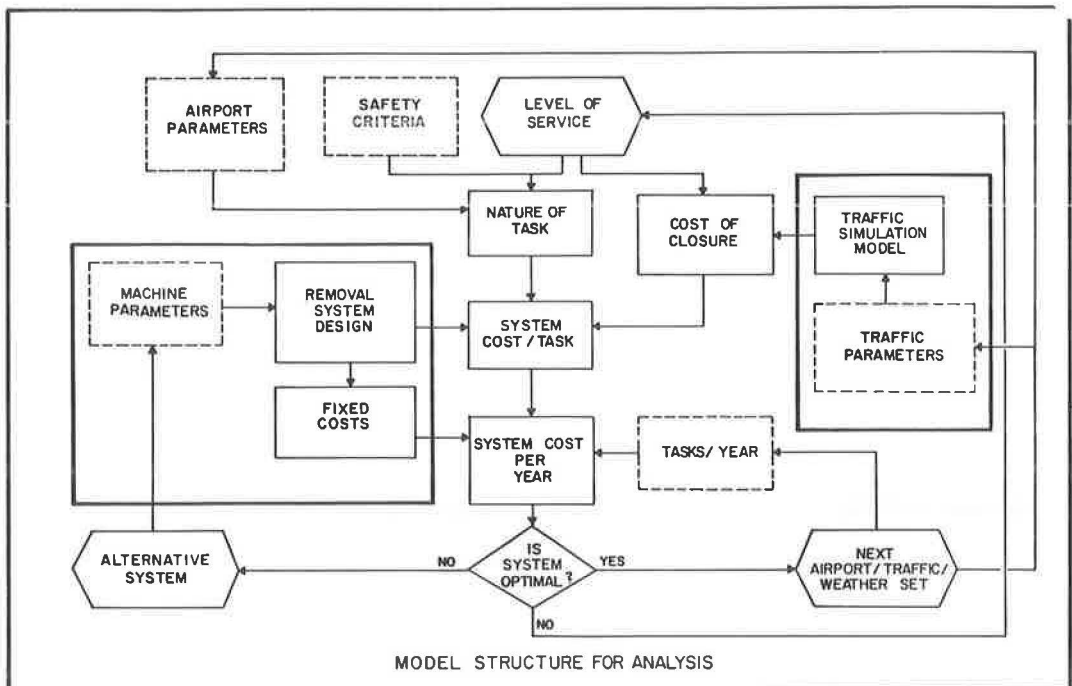 AIRPORT
PARAMETERS
SAFETY
CRITERIA
LEVEL OF
SERVICE
NATURE OF
TASK
COST OF
CLOSURE
TRAFFIC
SIMULATION
MODEL
TRAFFIC
PARAMETERS
MACHINE
PARAMETERS
REMOVAL
SYSTEM
DESIGN
SYSTEM
COST / TASK
FIXED
COSTS
SYSTEM COST
PER
YEAR
TASKS/ YEAR
ALTERNATIVE
SYSTEM
NO
IS
SYSTEM
OPTIMAL ?
YES
NEXT
AIRPORT/TRAFFIC/
WEATHER SET
NO
MODEL STRUCTURE FOR ANALYSIS